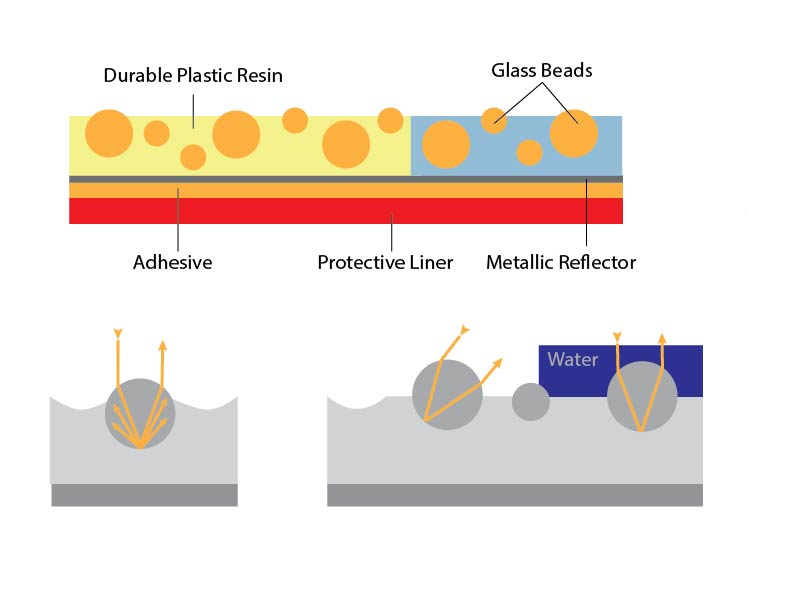 Durable Plastic Resin
Glass Beads
Adhesive
Protective Liner
Metallic Reflector
Water